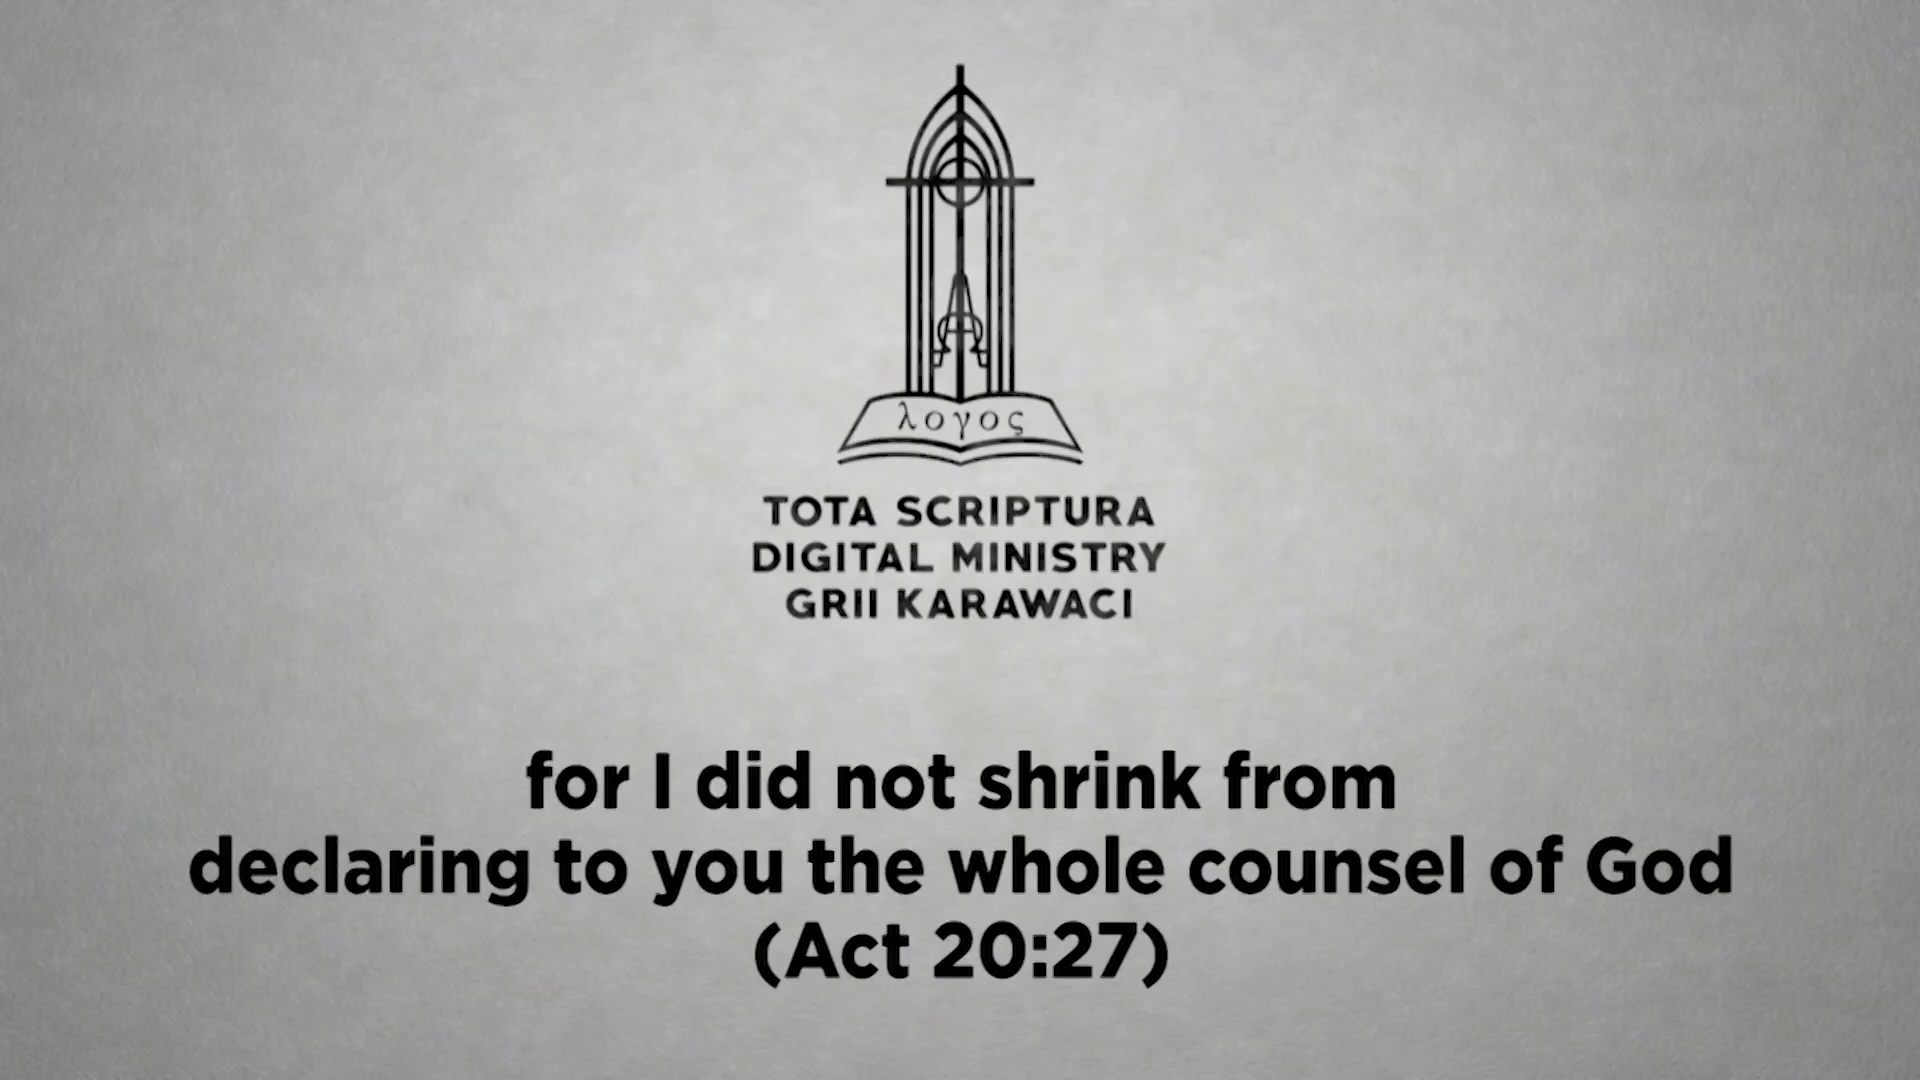 λογος
TOTA SCRIPTURA
DIGITAL MINISTRY
GRII KARAWACI
for I did not shrink from
declaring to you the whole counsel of God
(Act 20:27)